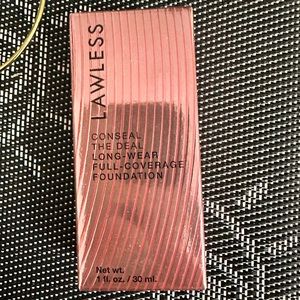 LAWLESS
CONSEAL
THE DEAL
LONG-WEAR
FULL-COVERAGE
FOUNDATION
Net wt.
1 fl. oz. / 30 ml.